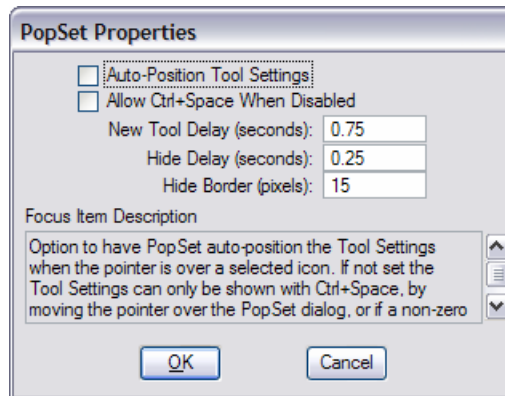 PopSet Properties
Auto-Position Tool Settings
Allow Ctrl+Space When Disabled
New Tool Delay (seconds): 0.75
Hide Delay (seconds): 0.25
Hide Border (pixels): 15
Focus Item Description
Option to have PopSet auto-position the Tool Settings
when the pointer is over a selected icon. If not set the
Tool Settings can only be shown with Ctrl+Space, by
moving the pointer over the PopSet dialog, or if a non-zero
OK Cancel